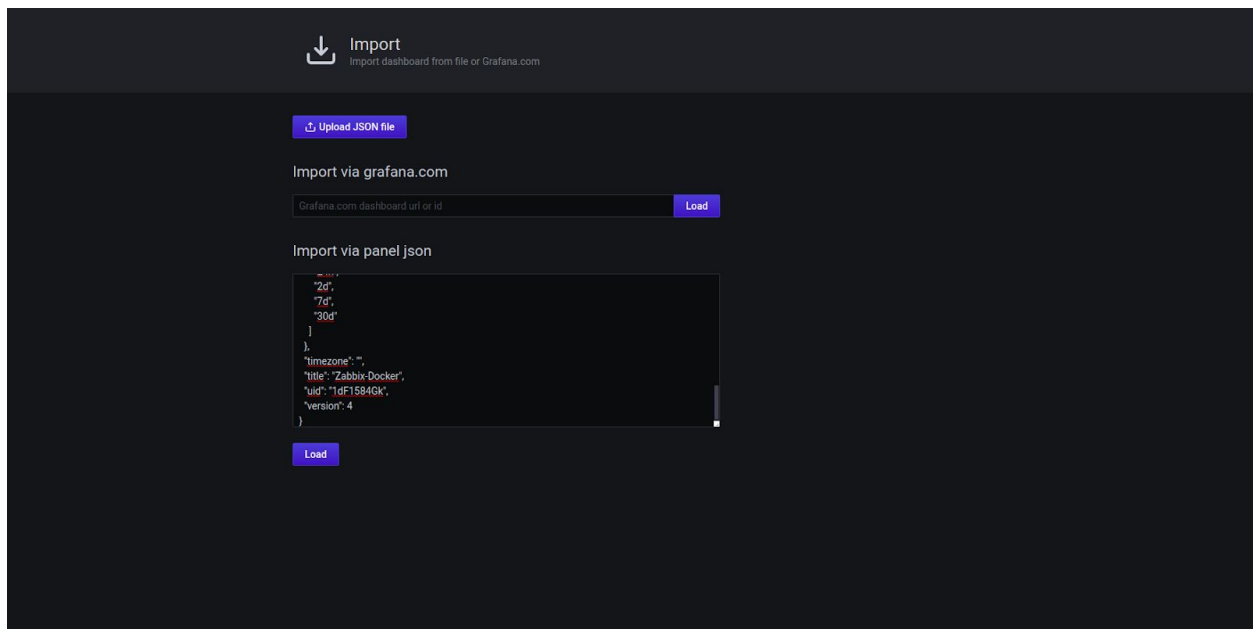 Import
Import dashboard from file or Grafana.com
Upload JSON file
Import via grafana.com
Grafana.com dashboard url or id
Load
Import via panel json
"2d",
"7d",
"30d"
]
},
"timezone": "",
"title": "Zabbix-Docker",
"uid": "1dF1584Gk",
"version": 4
}
Load